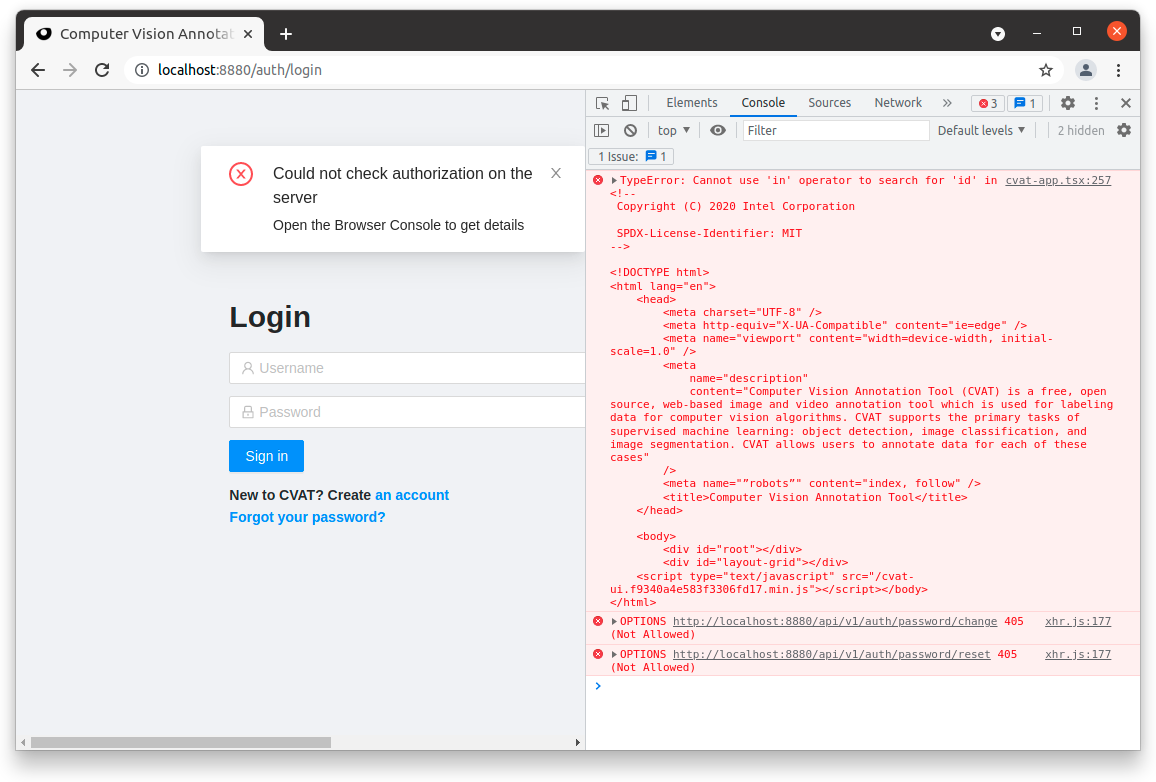 Computer Vision Annotat
localhost:8880/auth/login
Could not check authorization on the
server
Open the Browser Console to get details
Login
Username
Password
Sign in
New to CVAT? Create an account
Forgot your password?
Elements Console Sources Network » 3 1
top Filter Default levels 2 hidden
1 Issue: 1
TypeError: Cannot use 'in' operator to search for 'id' in cvat-app.tsx:257
<!--
Copyright (C) 2020 Intel Corporation
SPDX-License-Identifier: MIT
-->
<!DOCTYPE html>
<html lang="en">
<head>
<meta charset="UTF-8" />
<meta http-equiv="X-UA-Compatible" content="ie=edge" />
<meta name="viewport" content="width=device-width, initial-
scale=1.0" />
<meta
name="description"
content="Computer Vision Annotation Tool (CVAT) is a free, open
source, web-based image and video annotation tool which is used for labeling
data for computer vision algorithms. CVAT supports the primary tasks of
supervised machine learning: object detection, image classification, and
image segmentation. CVAT allows users to annotate data for each of these
cases"
/>
<meta name="”robots”" content="index, follow" />
<title>Computer Vision Annotation Tool</title>
</head>
<body>
<div id="root"></div>
<div id="layout-grid"></div>
<script type="text/javascript" src="/cvat-
ui.f9340a4e583f3306fd17.min.js"></script></body>
</html>
OPTIONS http://localhost:8880/api/v1/auth/password/change 405 xhr.js:177
(Not Allowed)
OPTIONS http://localhost:8880/api/v1/auth/password/reset 405 xhr.js:177
(Not Allowed)